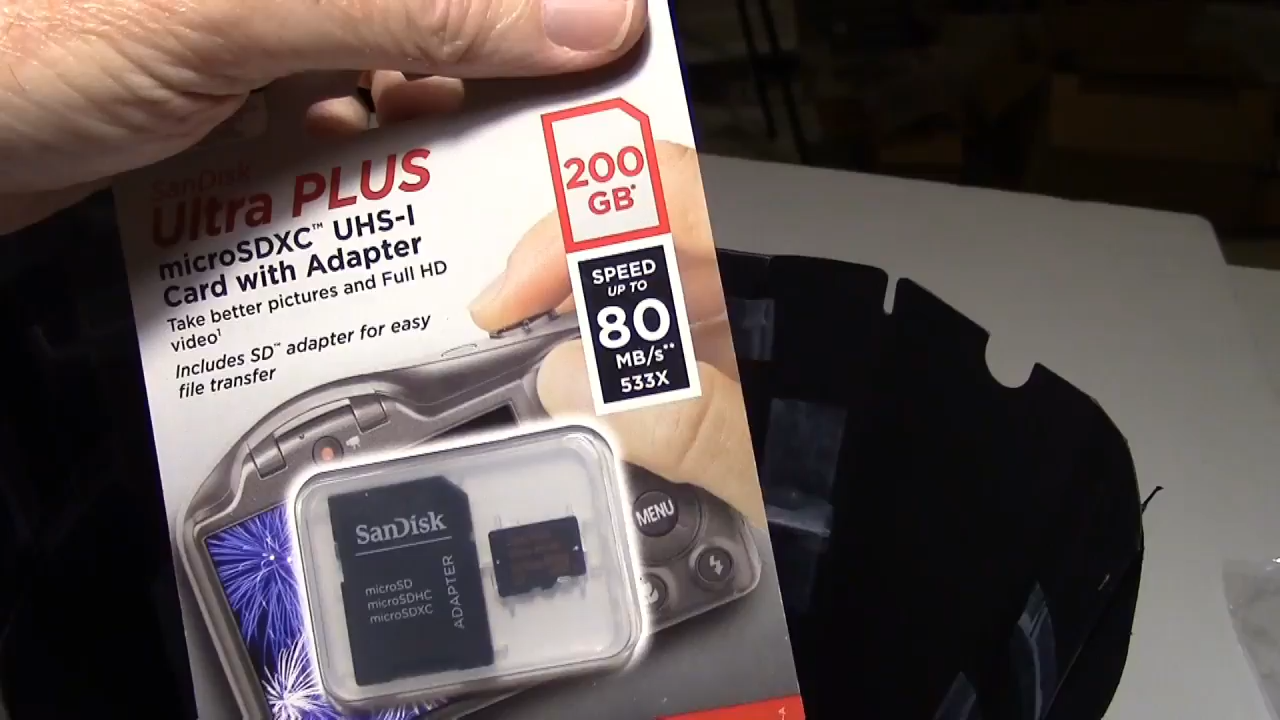 SanDisk
Ultra PLUS
microSDXC™ UHS-I
Card with Adapter
Take better pictures and Full HD
video¹
Includes SD™ adapter for easy
file transfer
200
GB*
SPEED
UP TO
80
MB/s**
533X
MENU
SanDisk
microSD
microSDHC
microSDXC
ADAPTER